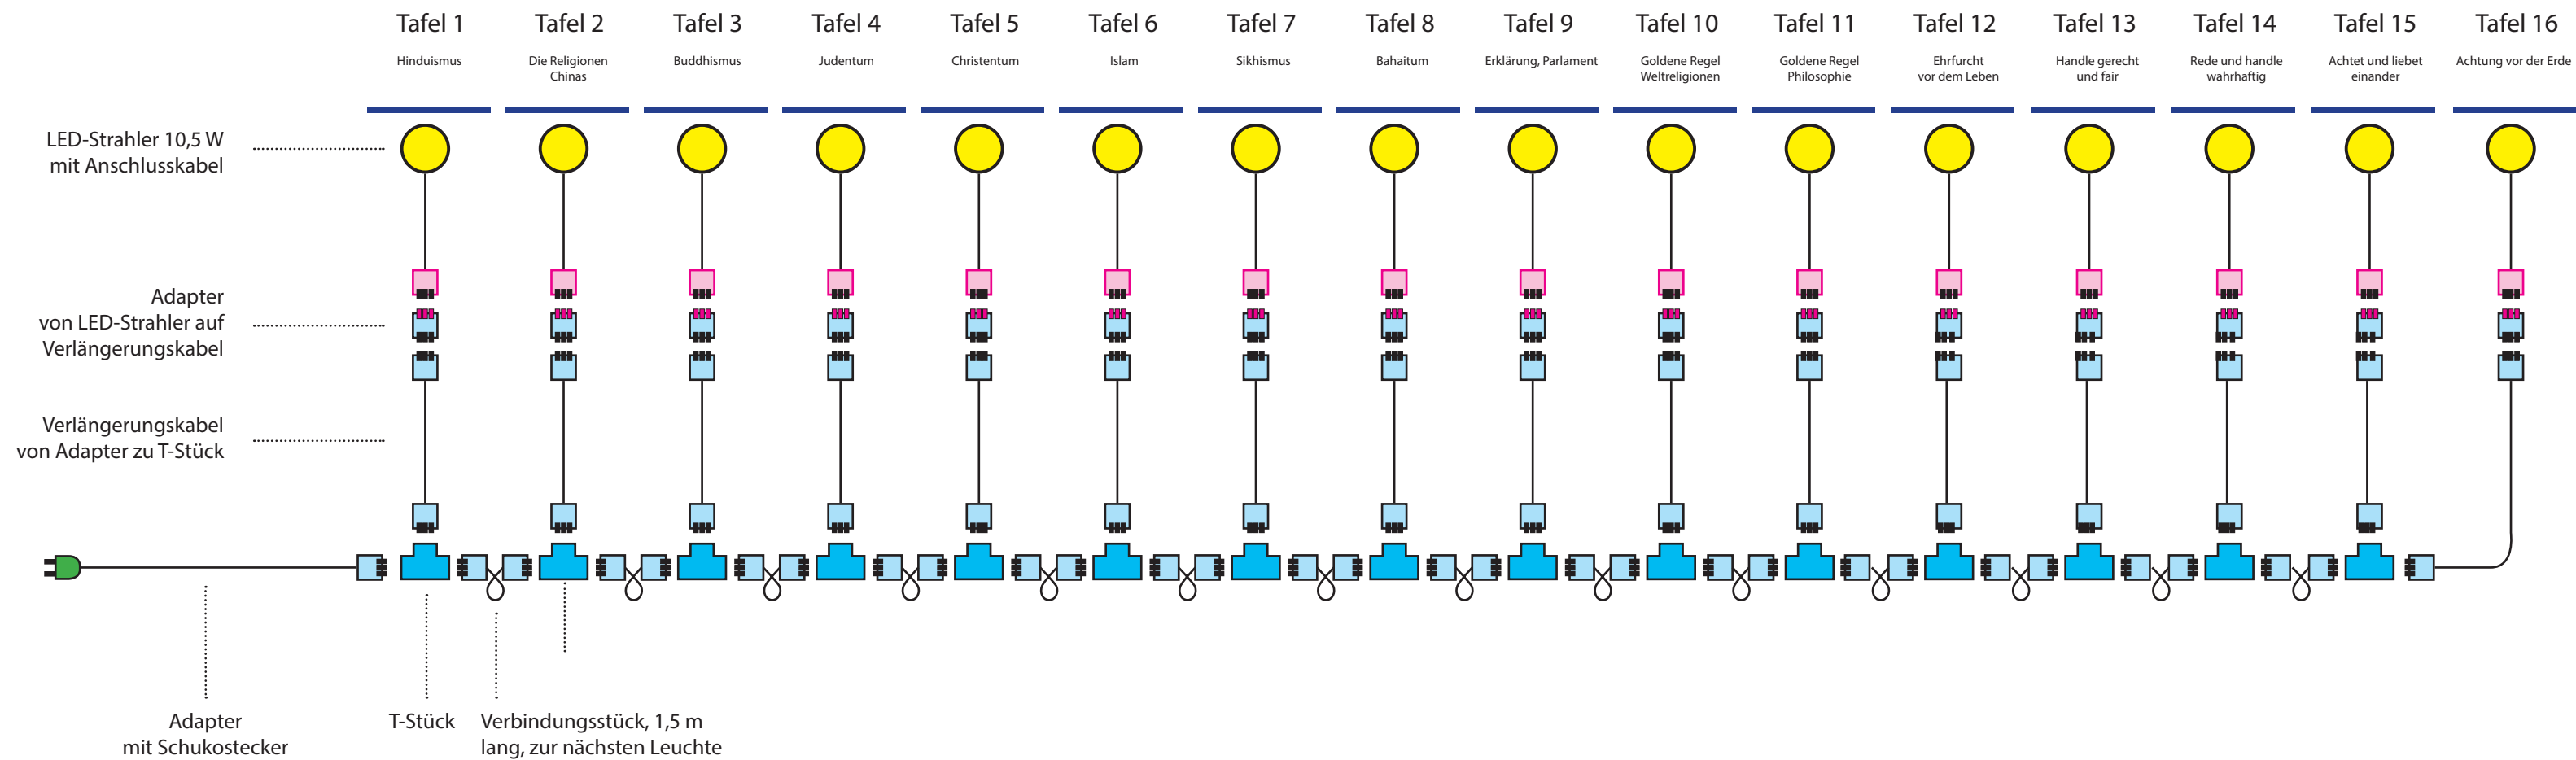 Tafel 1
Tafel 2
Tafel 3
Tafel 4
Tafel 5
Tafel 6
Tafel 7
Tafel 8
Tafel 9
Tafel 10
Tafel 11
Tafel 12
Tafel 13
Tafel 14
Tafel 15
Tafel 16
Hinduismus
Die Religionen
Chinas
Buddhismus
Judentum
Christentum
Islam
Sikhismus
Bahaitum
Erklärung, Parlament
Goldene Regel
Weltreligionen
Goldene Regel
Philosophie
Ehrfurcht
vor dem Leben
Handle gerecht
und fair
Rede und handle
wahrhaftig
Achtet und liebet
einander
Achtung vor der Erde
LED-Strahler 10,5 W
mit Anschlusskabel
Adapter
von LED-Strahler auf
Verlängerungskabel
Verlängerungskabel
von Adapter zu T-Stück
Adapter
mit Schukostecker
T-Stück
Verbindungsstück, 1,5 m
lang, zur nächsten Leuchte